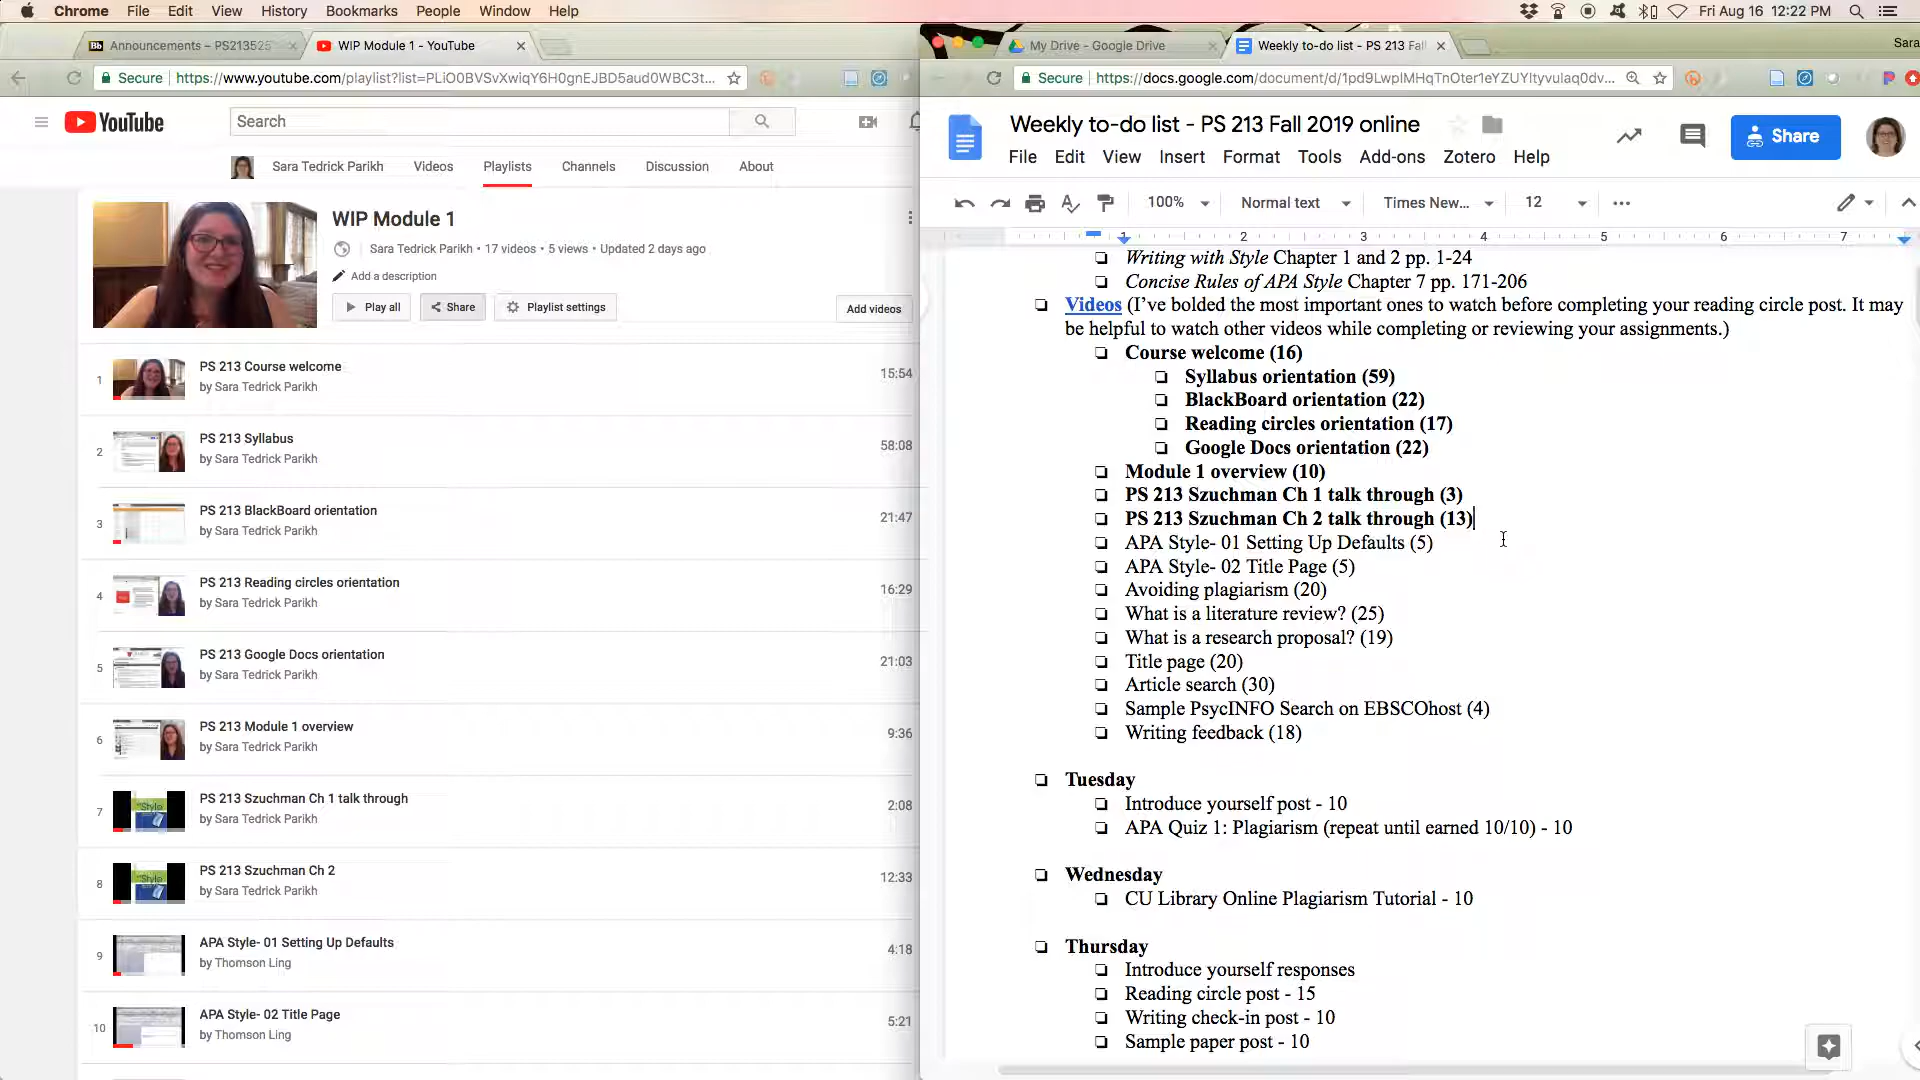 Chrome File Edit View History Bookmarks People Window Help
Fri Aug 16 12:22 PM
Bb Announcements – PS213525
WIP Module 1 - YouTube
Secure https://www.youtube.com/playlist?list=PLiO0BVSvXwiqY6H0gnEJBD5aud0WBC3t...
YouTube
Search
Sara Tedrick Parikh Videos Playlists Channels Discussion About
WIP Module 1
Sara Tedrick Parikh • 17 videos • 5 views • Updated 2 days ago
Add a description
Play all Share Playlist settings
Add videos
1 PS 213 Course welcome 15:54
by Sara Tedrick Parikh
2 PS 213 Syllabus 58:08
by Sara Tedrick Parikh
3 PS 213 BlackBoard orientation 21:47
by Sara Tedrick Parikh
4 PS 213 Reading circles orientation 16:29
by Sara Tedrick Parikh
5 PS 213 Google Docs orientation 21:03
by Sara Tedrick Parikh
6 PS 213 Module 1 overview 9:36
by Sara Tedrick Parikh
7 PS 213 Szuchman Ch 1 talk through 2:08
by Sara Tedrick Parikh
8 PS 213 Szuchman Ch 2 12:33
by Sara Tedrick Parikh
9 APA Style- 01 Setting Up Defaults 4:18
by Thomson Ling
10 APA Style- 02 Title Page 5:21
by Thomson Ling
My Drive - Google Drive
Weekly to-do list - PS 213 Fall
Sara
Secure https://docs.google.com/document/d/1pd9LwpIMHqTnOter1eYZUYltyvulaq0dv...
Weekly to-do list - PS 213 Fall 2019 online
File Edit View Insert Format Tools Add-ons Zotero Help
Share
100% Normal text Times New... 12
1 2 3 4 5 6 7
Writing with Style Chapter 1 and 2 pp. 1-24
Concise Rules of APA Style Chapter 7 pp. 171-206
Videos (I've bolded the most important ones to watch before completing your reading circle post. It may
be helpful to watch other videos while completing or reviewing your assignments.)
Course welcome (16)
Syllabus orientation (59)
BlackBoard orientation (22)
Reading circles orientation (17)
Google Docs orientation (22)
Module 1 overview (10)
PS 213 Szuchman Ch 1 talk through (3)
PS 213 Szuchman Ch 2 talk through (13)
APA Style- 01 Setting Up Defaults (5)
APA Style- 02 Title Page (5)
Avoiding plagiarism (20)
What is a literature review? (25)
What is a research proposal? (19)
Title page (20)
Article search (30)
Sample PsycINFO Search on EBSCOhost (4)
Writing feedback (18)
Tuesday
Introduce yourself post - 10
APA Quiz 1: Plagiarism (repeat until earned 10/10) - 10
Wednesday
CU Library Online Plagiarism Tutorial - 10
Thursday
Introduce yourself responses
Reading circle post - 15
Writing check-in post - 10
Sample paper post - 10